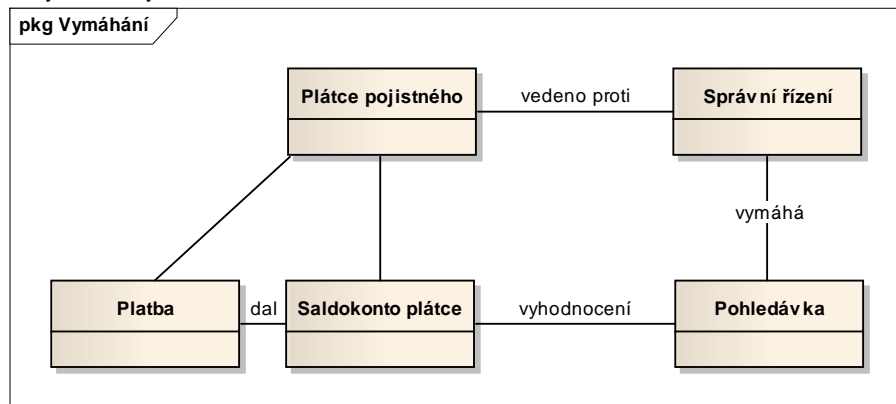 pkg Vymáhání
Plátce pojistného
vedeno proti
Správní řízení
vymáhá
Platba
dal
Saldokonto plátce
vyhodnocení
Pohledávka